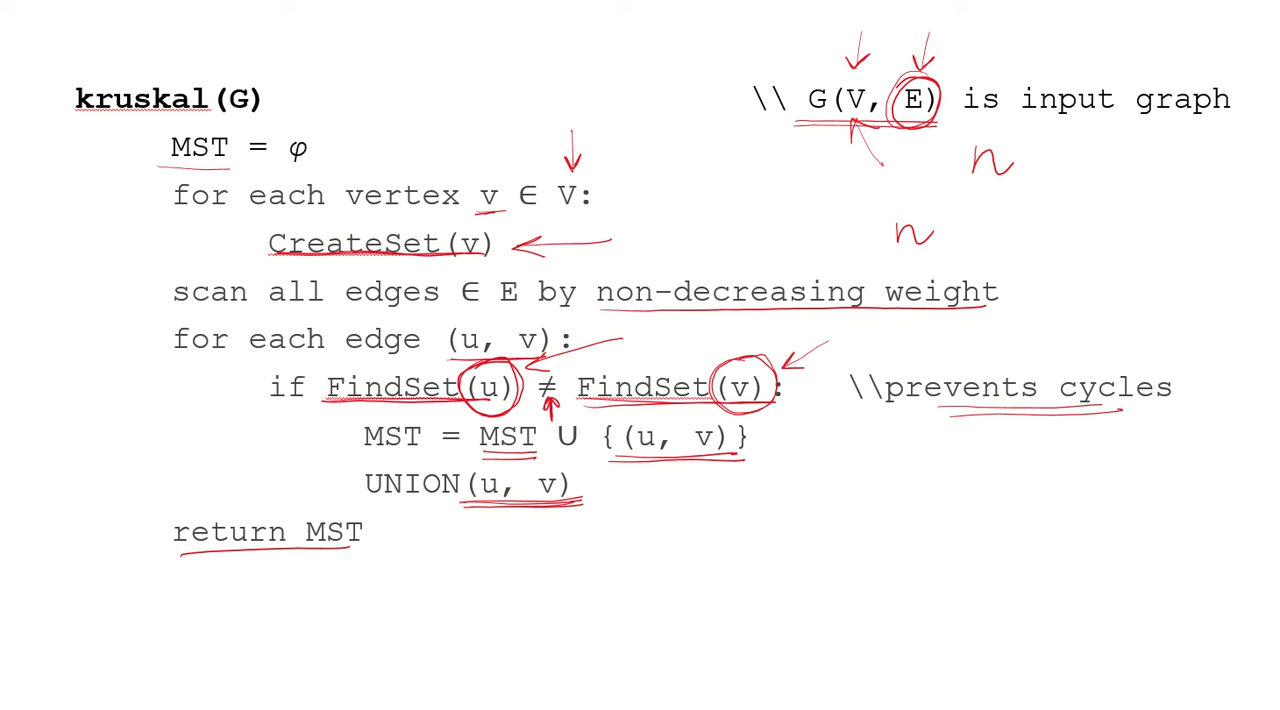 kruskal(G) \\ G(V, E) is input graph
MST = φ
n
for each vertex v ∈ V:
n
CreateSet(v)
scan all edges ∈ E by non-decreasing weight
for each edge (u, v):
if FindSet(u) ≠ FindSet(v): \\prevents cycles
MST = MST ∪ {(u, v)}
UNION(u, v)
return MST